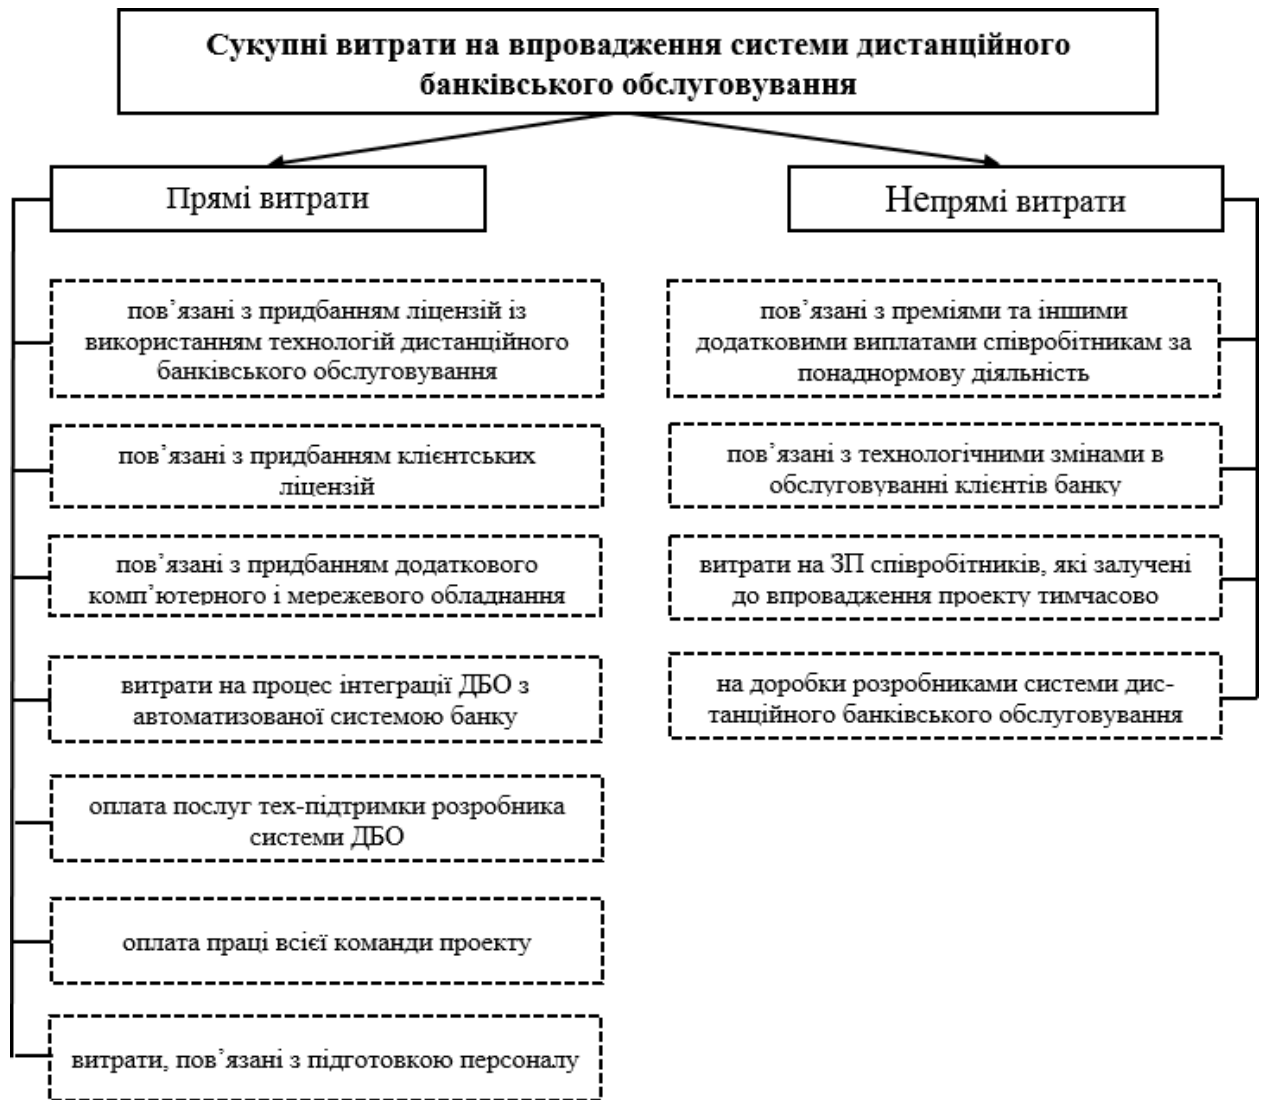 Сукупні витрати на впровадження системи дистанційного
банківського обслуговування
Прямі витрати
пов’язані з придбанням ліцензій із
використанням технологій дистанційного
банківського обслуговування
пов’язані з придбанням клієнтських
ліцензій
пов’язані з придбанням додаткового
комп’ютерного і мережевого обладнання
витрати на процес інтеграції ДБО з
автоматизованої системою банку
оплата послуг тех-підтримки розробника
системи ДБО
оплата праці всієї команди проекту
витрати, пов’язані з підготовкою персоналу
Непрямі витрати
пов’язані з преміями та іншими
додатковими виплатами співробітникам за
понаднормову діяльність
пов’язані з технологічними змінами в
обслуговуванні клієнтів банку
витрати на ЗП співробітників, які залучені
до впровадження проекту тимчасово
на доробки розробниками системи дис-
танційного банківського обслуговування